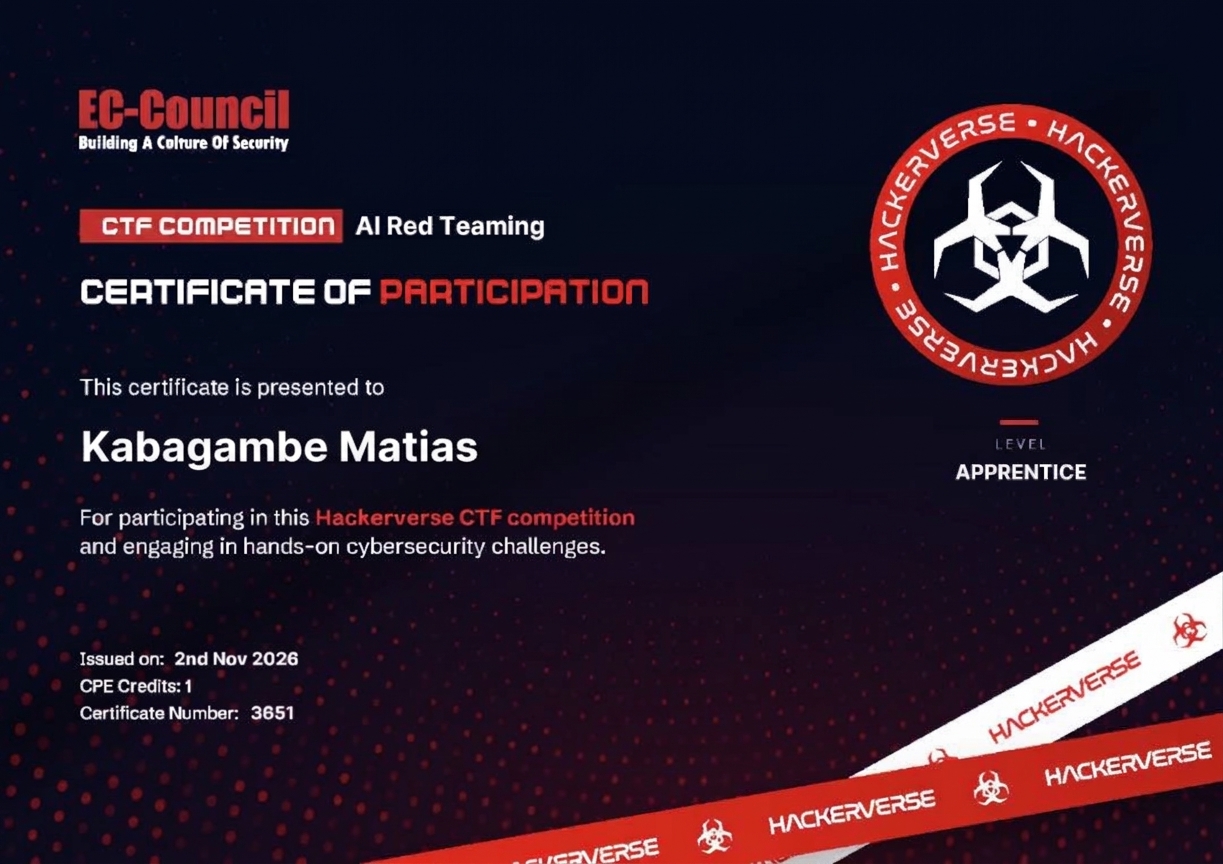 EC-Council
Building A Culture Of Security
CTF COMPETITION AI Red Teaming
CERTIFICATE OF PARTICIPATION
This certificate is presented to
Kabagambe Matias
For participating in this Hackerverse CTF competition
and engaging in hands-on cybersecurity challenges.
Issued on: 2nd Nov 2026
CPE Credits: 1
Certificate Number: 3651
HACKERVERSE • HACKERVERSE • HACKERVERSE •
LEVEL
APPRENTICE
HACKERVERSE
HACKERVERSE HACKERVERSE HACKERVERSE